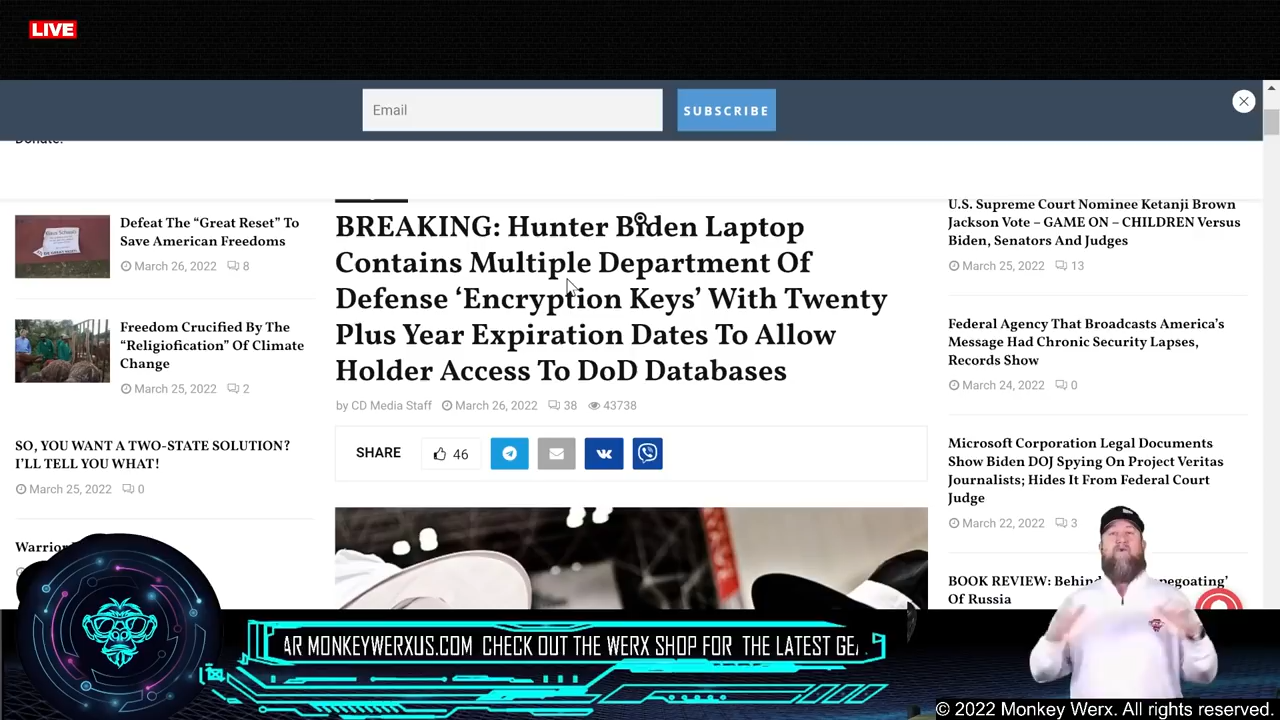 LIVE
Email
SUBSCRIBE
Donate!
Defeat The “Great Reset” To
Save American Freedoms
March 26, 2022 8
Freedom Crucified By The
“Religiofication” Of Climate
Change
March 25, 2022 2
SO, YOU WANT A TWO-STATE SOLUTION?
I’LL TELL YOU WHAT!
March 25, 2022 0
Warrior
BREAKING: Hunter Biden Laptop
Contains Multiple Department Of
Defense ‘Encryption Keys’ With Twenty
Plus Year Expiration Dates To Allow
Holder Access To DoD Databases
by CD Media Staff March 26, 2022 38 43738
SHARE 46
U.S. Supreme Court Nominee Ketanji Brown
Jackson Vote – GAME ON – CHILDREN Versus
Biden, Senators And Judges
March 25, 2022 13
Federal Agency That Broadcasts America’s
Message Had Chronic Security Lapses,
Records Show
March 24, 2022 0
Microsoft Corporation Legal Documents
Show Biden DOJ Spying On Project Veritas
Journalists; Hides It From Federal Court
Judge
March 22, 2022 3
BOOK REVIEW: Behind
Of Russia
AR MONKEYWERXUS.COM CHECK OUT THE WERX SHOP FOR THE LATEST GEA
© 2022 Monkey Werx. All rights reserved.